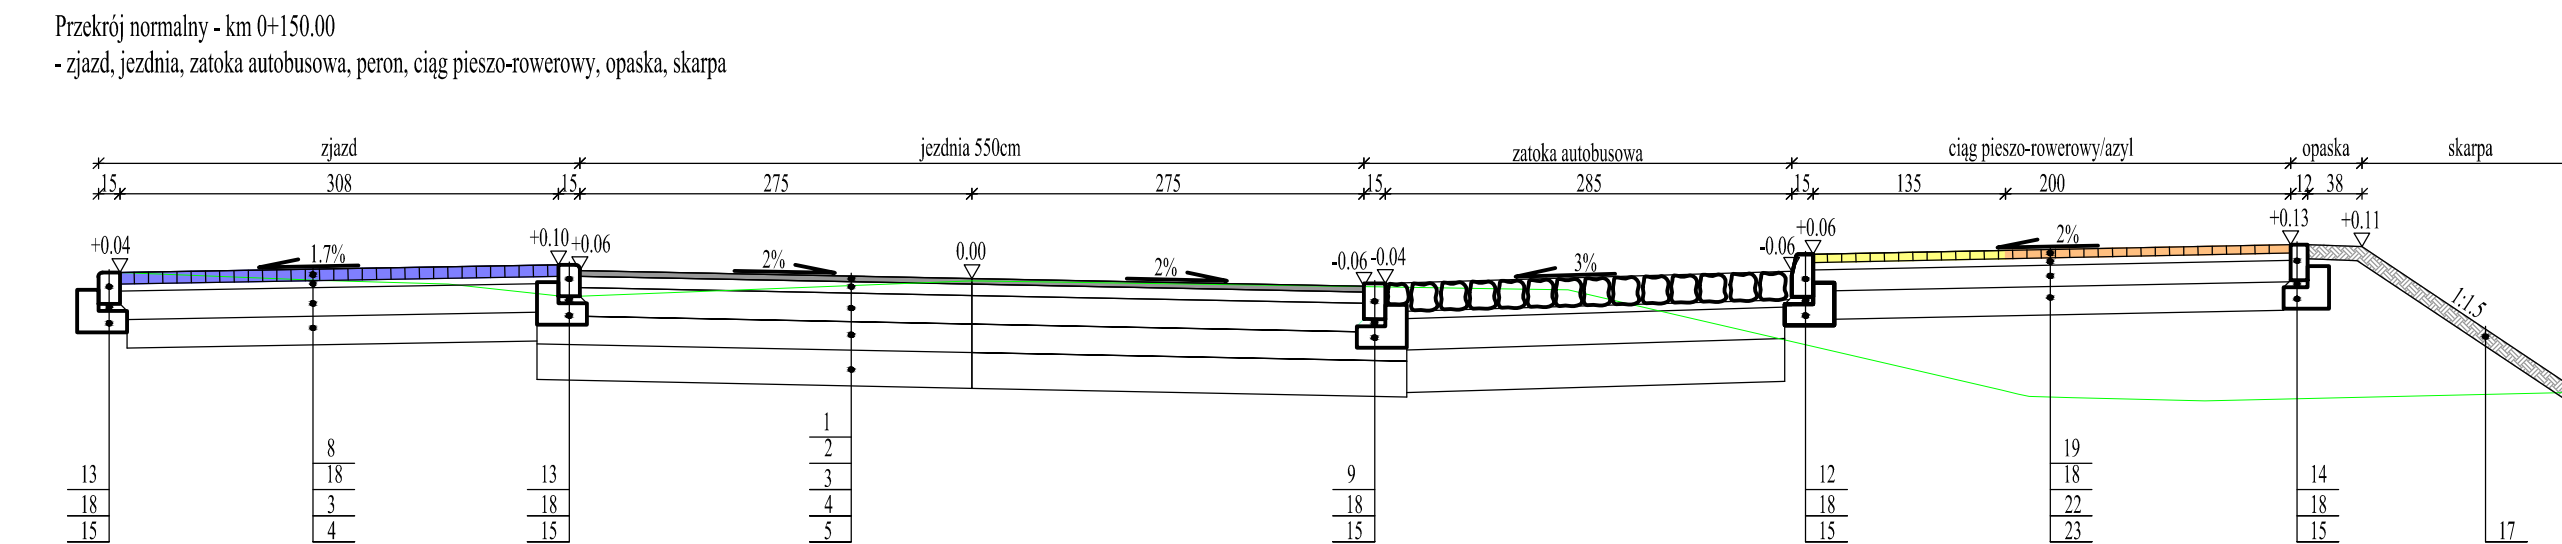 Przekrój normalny - km 0+150.00
- zjazd, jezdnia, zatoka autobusowa, peron, ciąg pieszo-rowerowy, opaska, skarpa
zjazd jezdnia 550cm zatoka autobusowa ciąg pieszo-rowerowy/azyl opaska skarpa
15 308 15 275 275 15 285 15 135 200 12 38
+0.04 +0.10 +0.06 0.00 -0.06 -0.04 -0.06 +0.06 +0.13 +0.11
1.7% 2% 2% 3% 2%
1:1.5
1
8 2 19
13 18 13 3 9 12 18 14
18 3 18 4 18 18 22 18
15 4 15 5 15 15 23 15 17